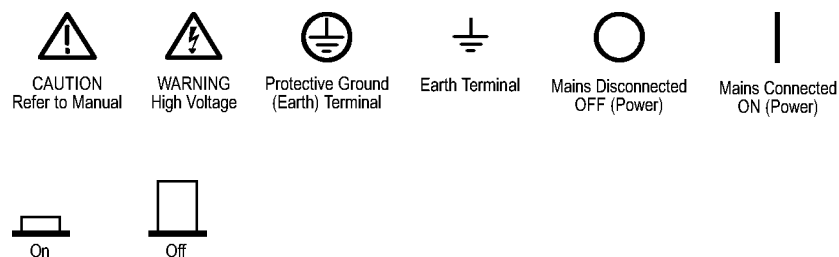 CAUTION
Refer to Manual
WARNING
High Voltage
Protective Ground
(Earth) Terminal
Earth Terminal
Mains Disconnected
OFF (Power)
Mains Connected
ON (Power)
On
Off